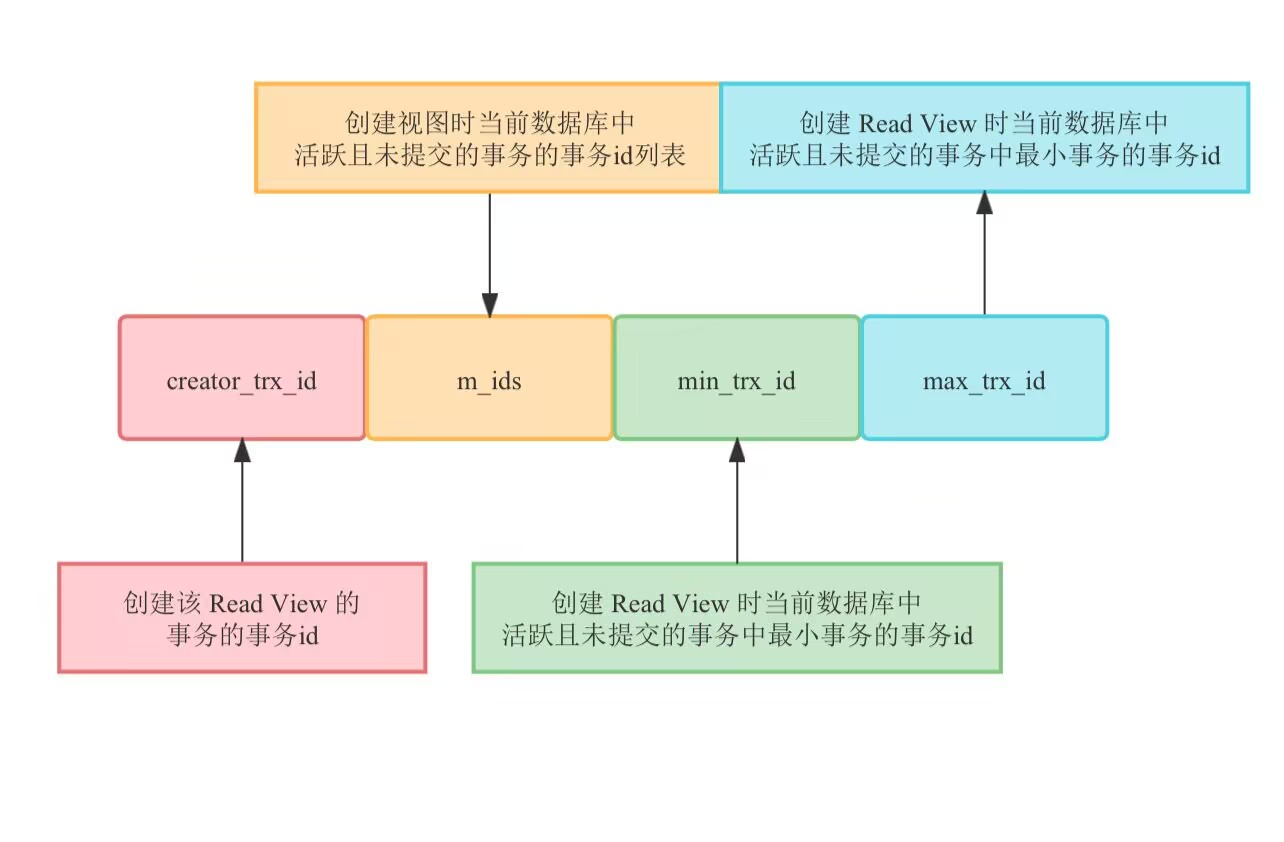 创建视图时当前数据库中
活跃且未提交的事务的事务id列表
创建 Read View 时当前数据库中
活跃且未提交的事务中最小事务的事务id
creator_trx_id
m_ids
min_trx_id
max_trx_id
创建该 Read View 的
事务的事务id
创建 Read View 时当前数据库中
活跃且未提交的事务中最小事务的事务id